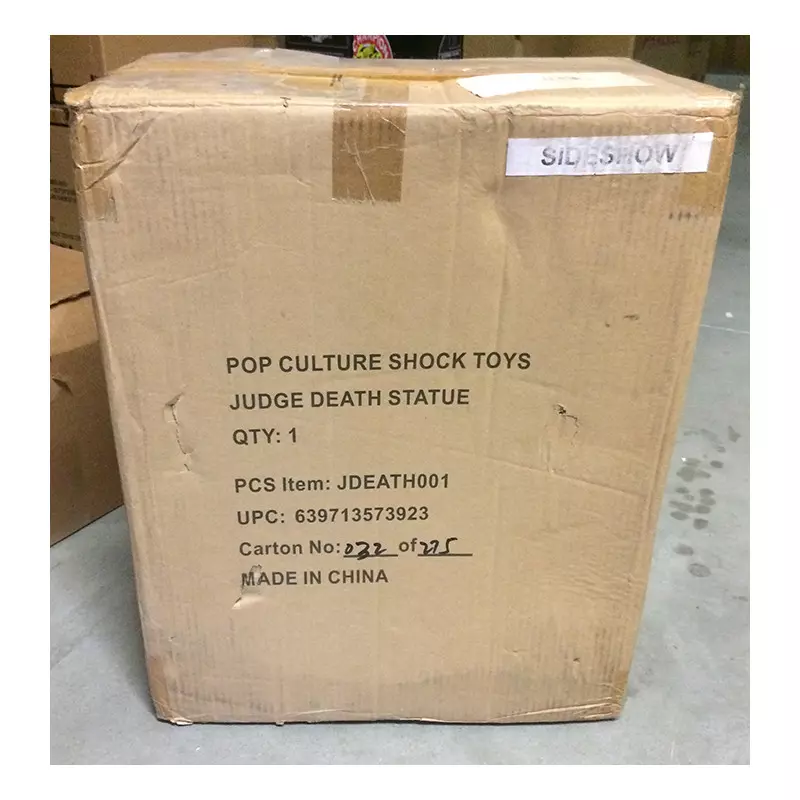 SIDESHOW
POP CULTURE SHOCK TOYS
JUDGE DEATH STATUE
QTY: 1
PCS Item: JDEATH001
UPC: 639713573923
Carton No: 032 of 275
MADE IN CHINA